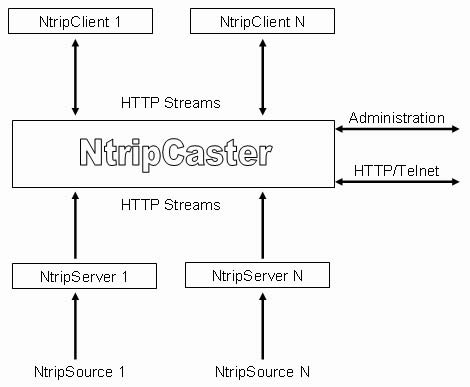 NtripClient 1
NtripClient N
HTTP Streams
Administration
NtripCaster
HTTP/Telnet
HTTP Streams
NtripServer 1
NtripServer N
NtripSource 1
NtripSource N